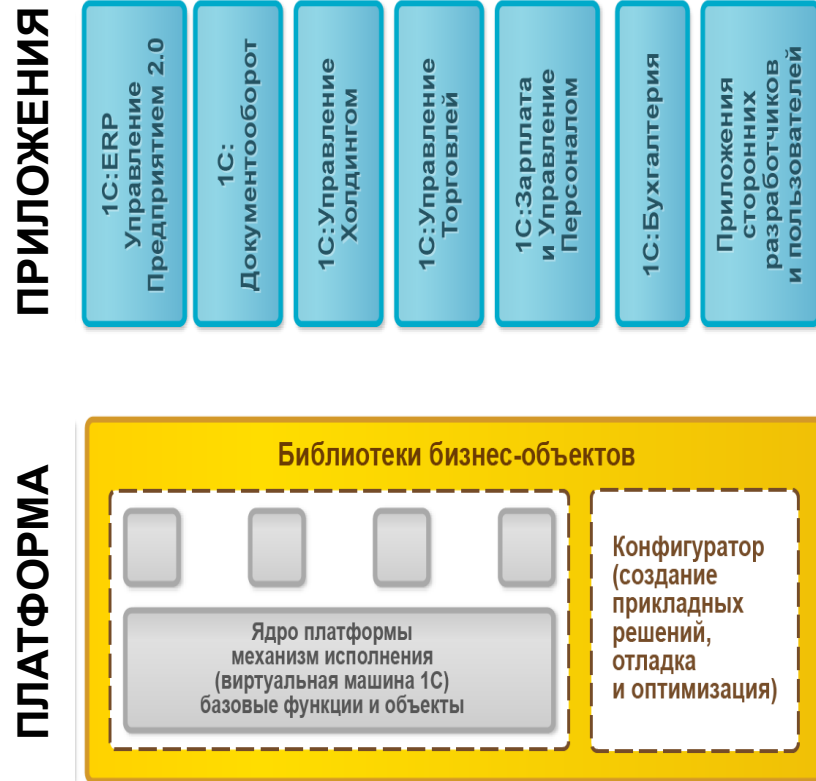 ПРИЛОЖЕНИЯ
1С:ERP
Управление
Предприятием 2.0
1С:
Документооборот
1С:Управление
Холдингом
1С:Управление
Торговлей
1С:Зарплата
и Управление
Персоналом
1С:Бухгалтерия
Приложения
сторонних
разработчиков
и пользователей
ПЛАТФОРМА
Библиотеки бизнес-объектов
Ядро платформы
механизм исполнения
(виртуальная машина 1С)
базовые функции и объекты
Конфигуратор
(создание
прикладных
решений,
отладка
и оптимизация)